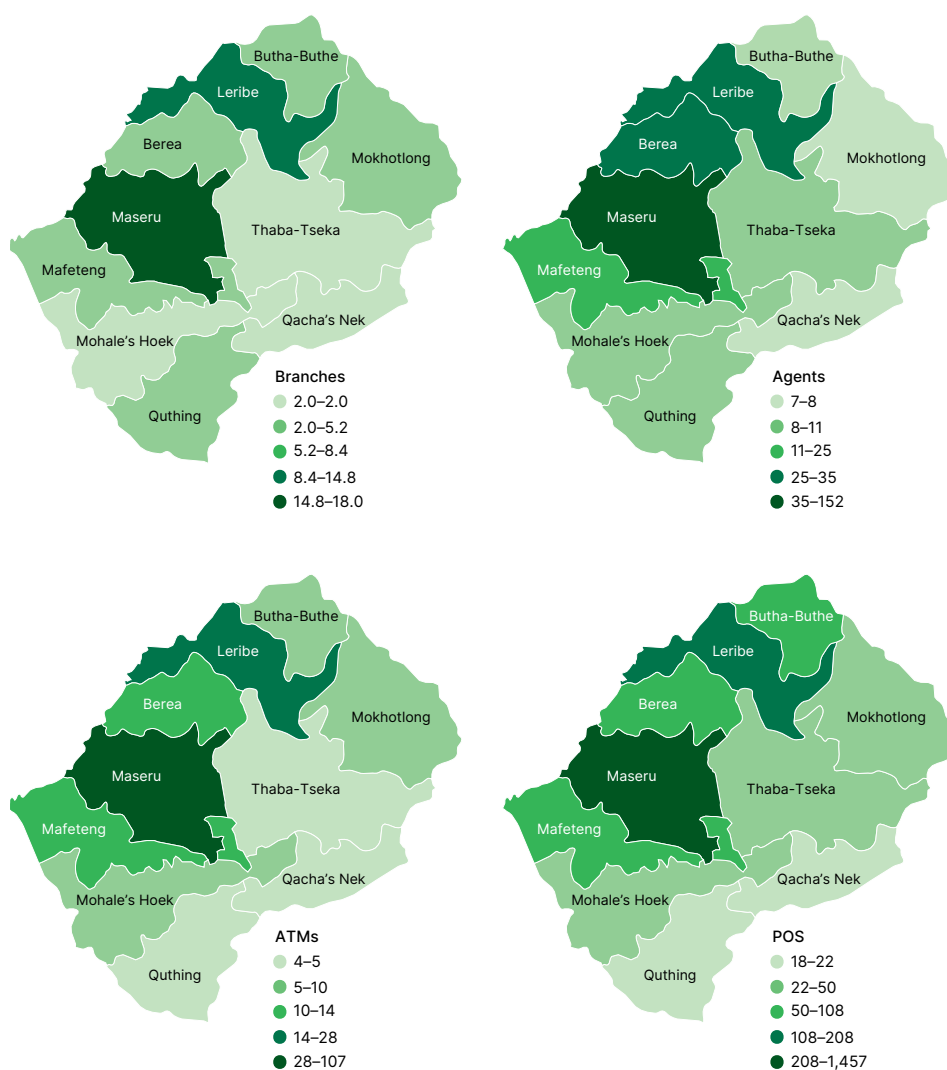 Butha-Buthe
Leribe
Berea
Mokhotlong
Maseru
Thaba-Tseka
Mafeteng
Qacha’s Nek
Mohale’s Hoek
Quthing
Branches
2.0–2.0
2.0–5.2
5.2–8.4
8.4–14.8
14.8–18.0
Butha-Buthe
Leribe
Berea
Mokhotlong
Maseru
Thaba-Tseka
Mafeteng
Qacha’s Nek
Mohale’s Hoek
Quthing
Agents
7–8
8–11
11–25
25–35
35–152
Butha-Buthe
Leribe
Berea
Mokhotlong
Maseru
Thaba-Tseka
Mafeteng
Qacha’s Nek
Mohale’s Hoek
Quthing
ATMs
4–5
5–10
10–14
14–28
28–107
Butha-Buthe
Leribe
Berea
Mokhotlong
Maseru
Thaba-Tseka
Mafeteng
Qacha’s Nek
Mohale’s Hoek
Quthing
POS
18–22
22–50
50–108
108–208
208–1,457